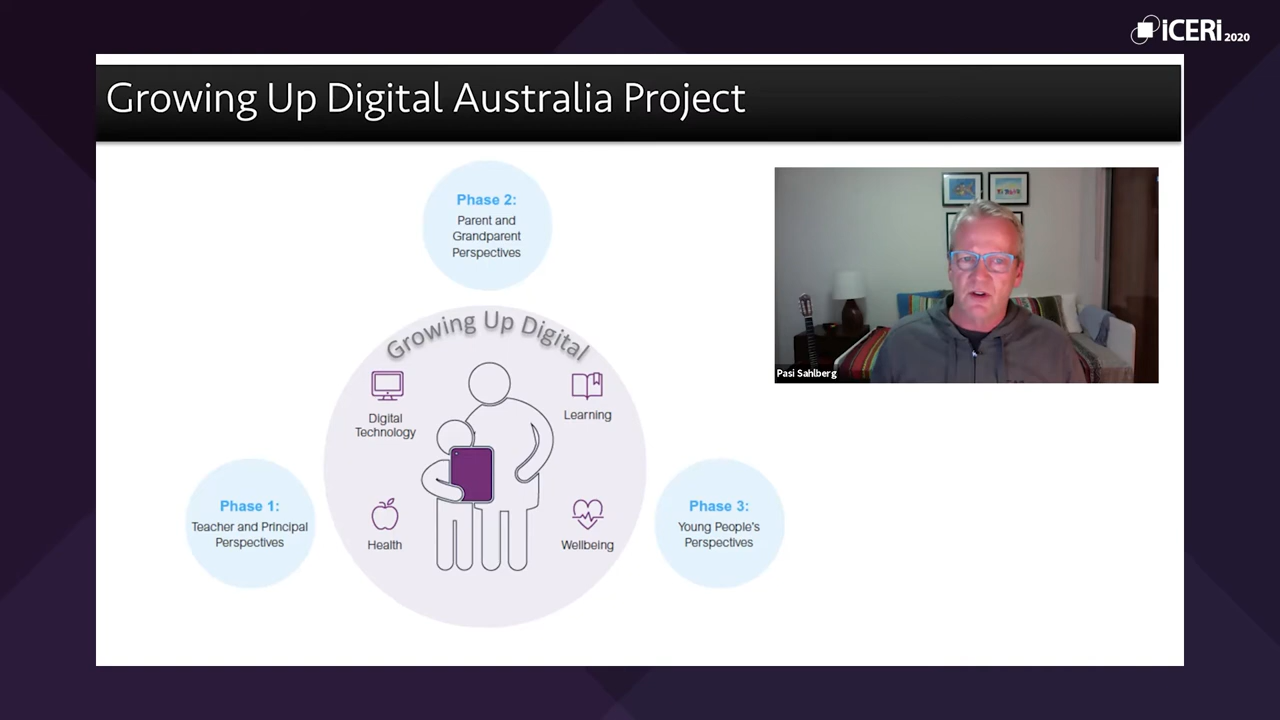 iCERi 2020
Growing Up Digital Australia Project
Phase 2:
Parent and
Grandparent
Perspectives
Growing Up Digital
Digital
Technology
Learning
Health
Wellbeing
Phase 1:
Teacher and Principal
Perspectives
Phase 3:
Young People's
Perspectives
Pasi Sahlberg